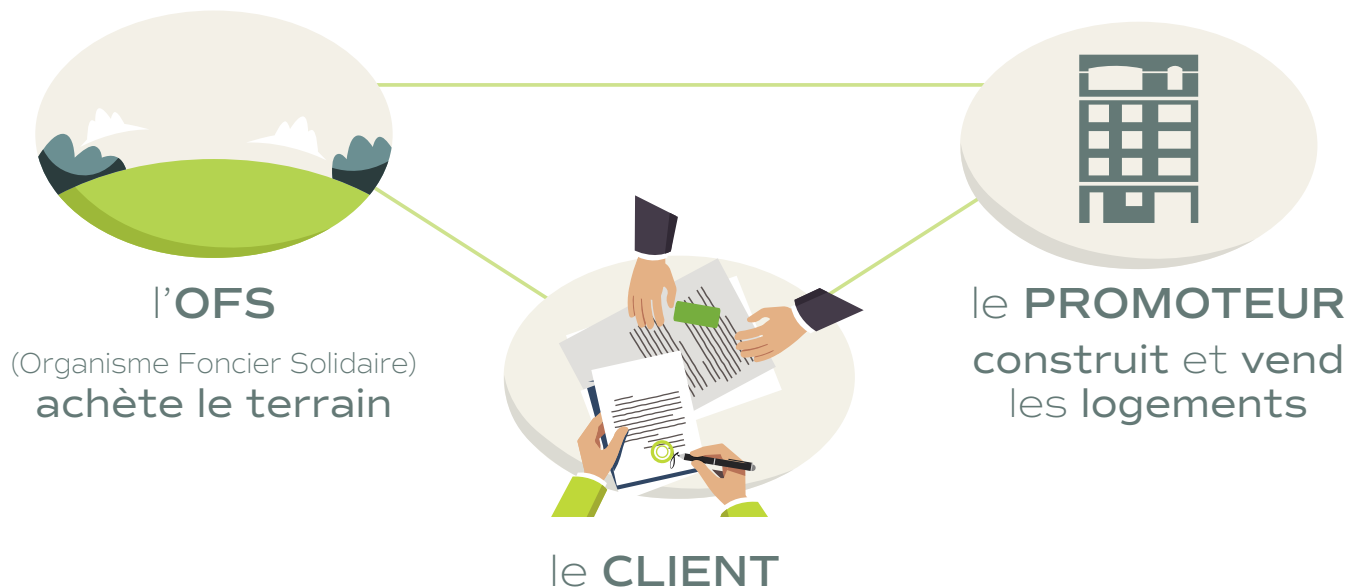 l'OFS
(Organisme Foncier Solidaire)
achète le terrain
le PROMOTEUR
construit et vend
les logements
le CLIENT